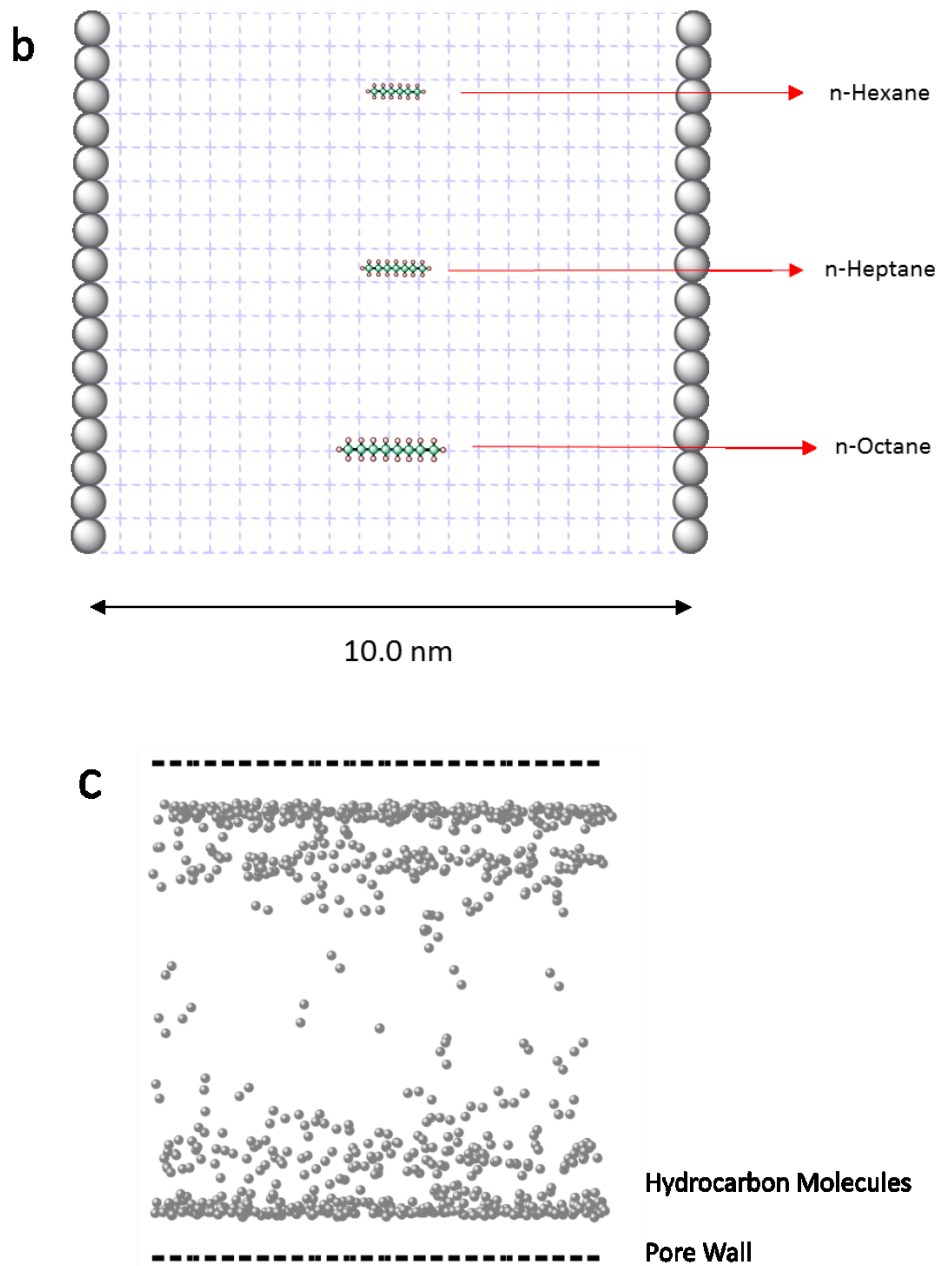 b
n-Hexane
n-Heptane
n-Octane
10.0 nm
c
Hydrocarbon Molecules
Pore Wall